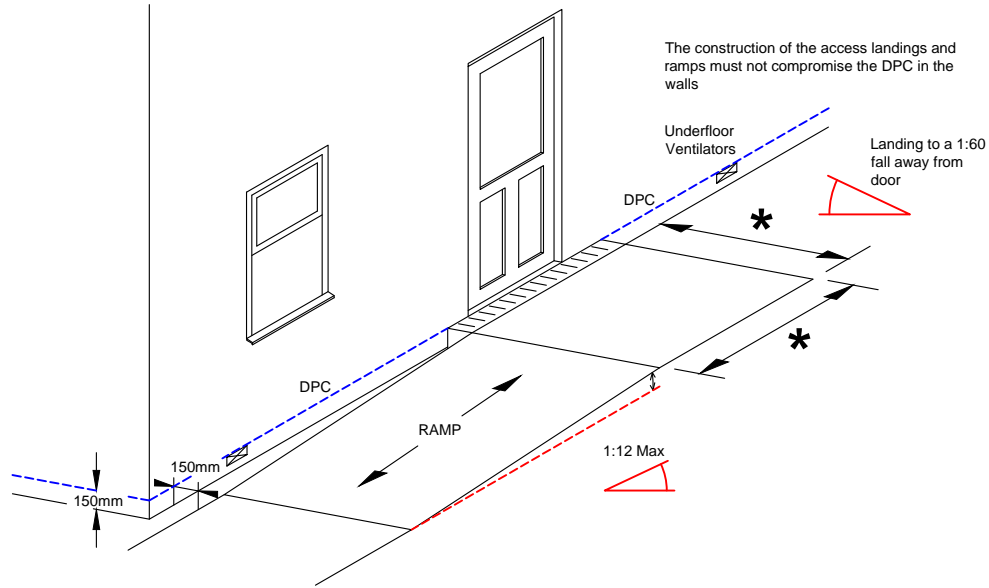 The construction of the access landings and
ramps must not compromise the DPC in the
walls
Underfloor
Ventilators
Landing to a 1:60
fall away from
door
DPC
*
*
DPC
RAMP
1:12 Max
150mm
150mm